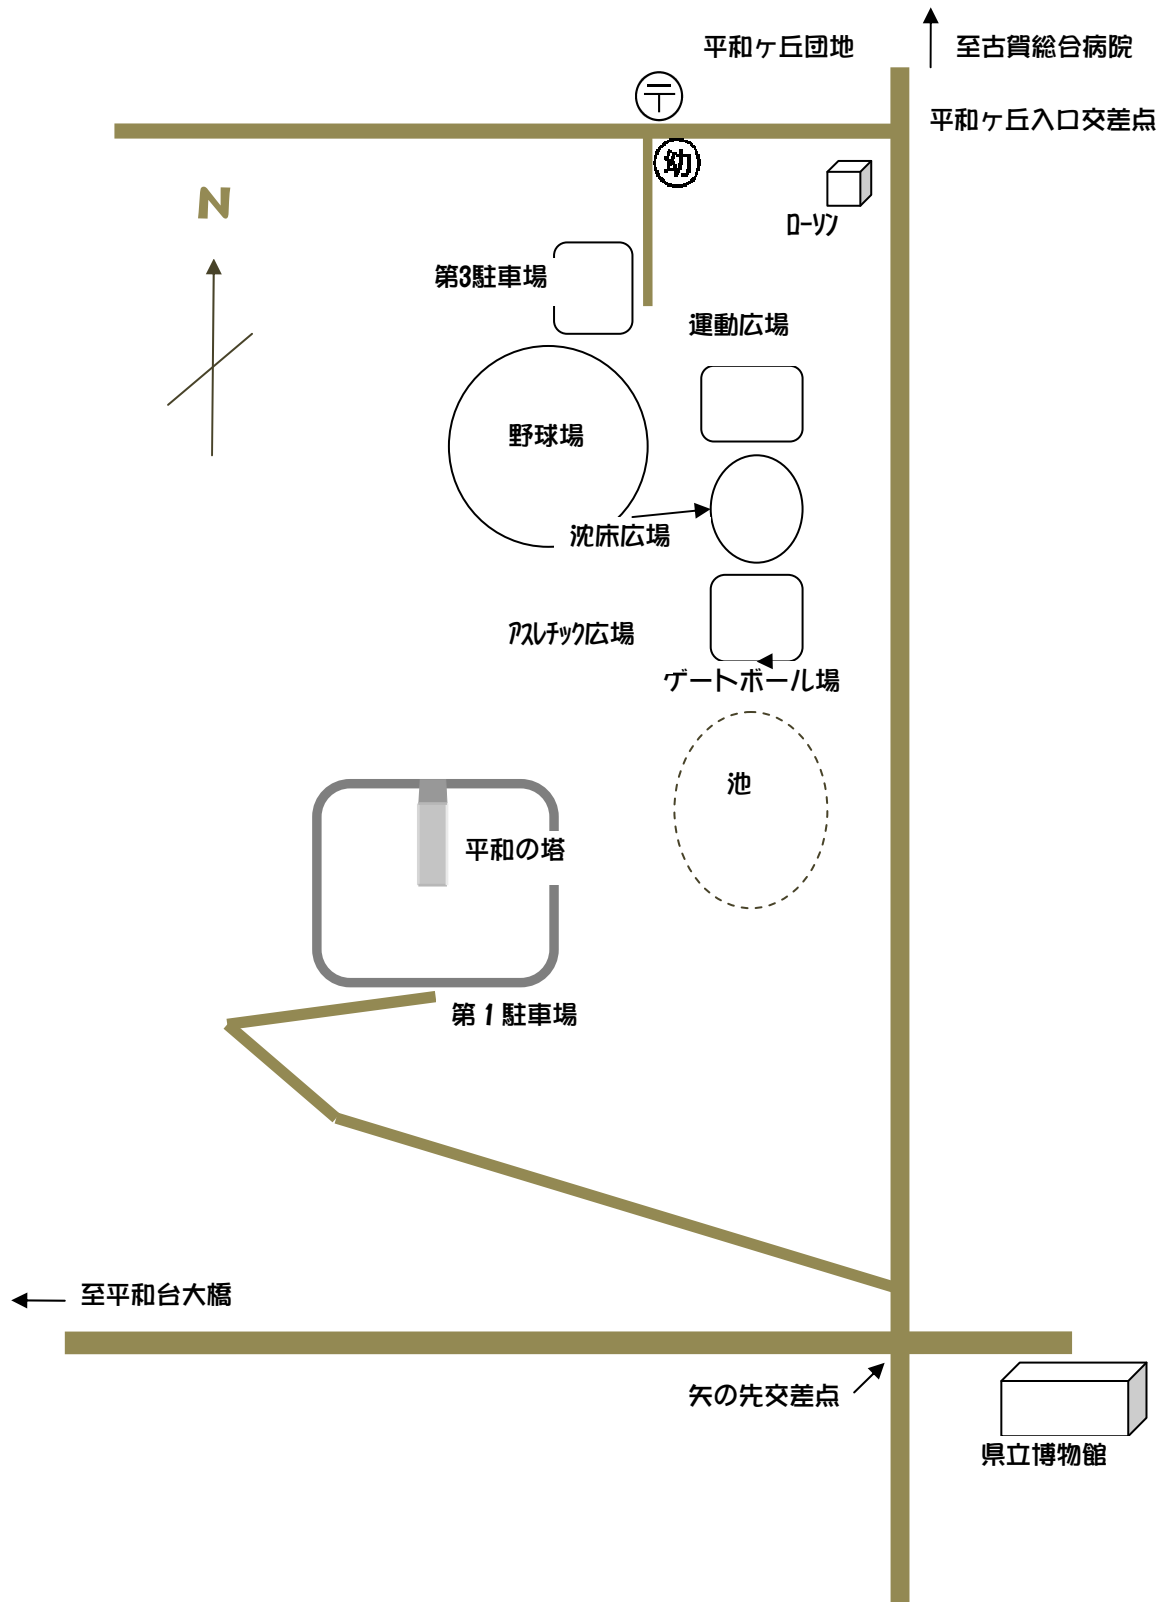 平和ヶ丘団地
至古賀総合病院
平和ヶ丘入口交差点
〒
幼
N
ローソン
第3駐車場
運動広場
野球場
沈床広場
アスレチック広場
ゲートボール場
池
平和の塔
第1駐車場
至平和台大橋
矢の先交差点
県立博物館